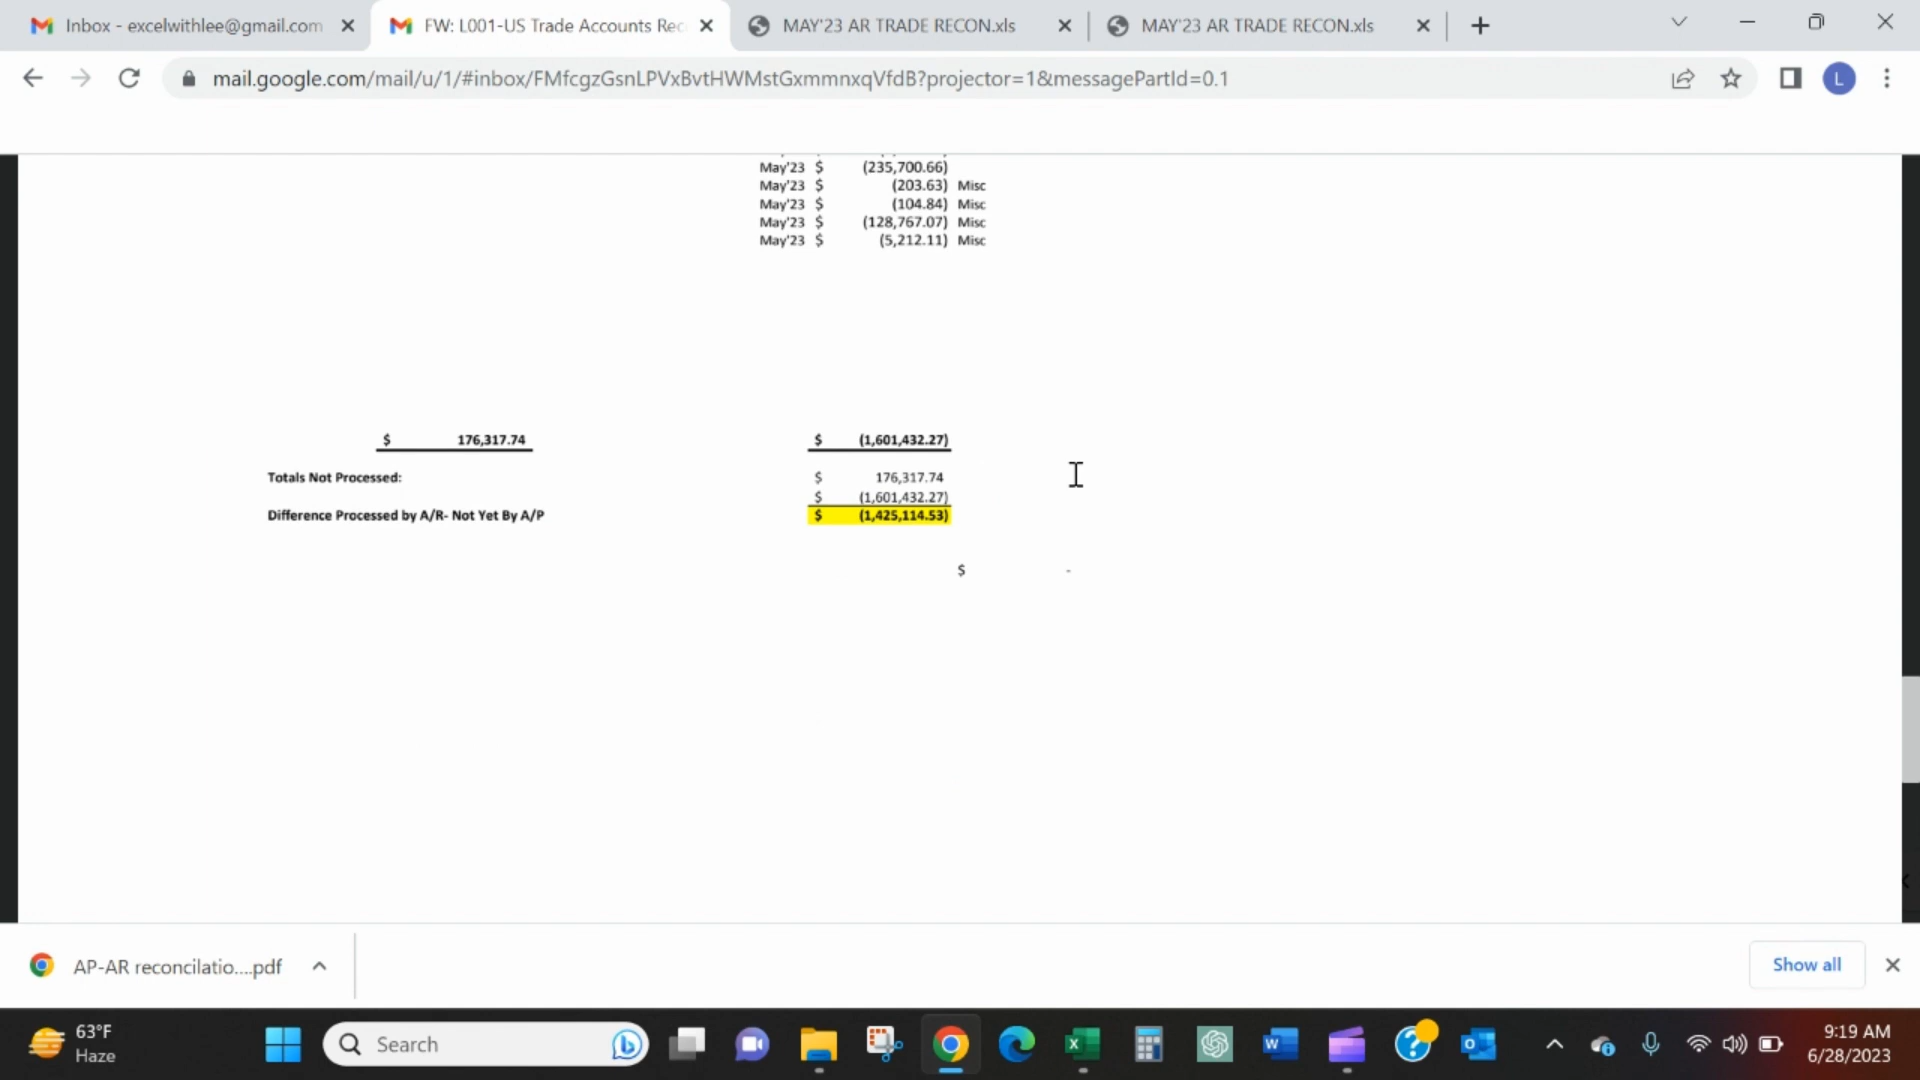 Inbox - excelwithlee@gmail.com
FW: L001-US Trade Accounts Rec
MAY'23 AR TRADE RECON.xls
MAY'23 AR TRADE RECON.xls
mail.google.com/mail/u/1/#inbox/FMfcgzGsnLPVxBvtHWMstGxmmnxqVfdB?projector=1&messagePartId=0.1
L
May'23 $ (235,700.66)
May'23 $ (203.63) Misc
May'23 $ (104.84) Misc
May'23 $ (128,767.07) Misc
May'23 $ (5,212.11) Misc
$ 176,317.74 $ (1,601,432.27)
Totals Not Processed: $ 176,317.74
$ (1,601,432.27)
Difference Processed by A/R- Not Yet By A/P $ (1,425,114.53)
$ -
AP-AR reconcilatio....pdf
Show all
63°F
Haze
Search
9:19 AM
6/28/2023